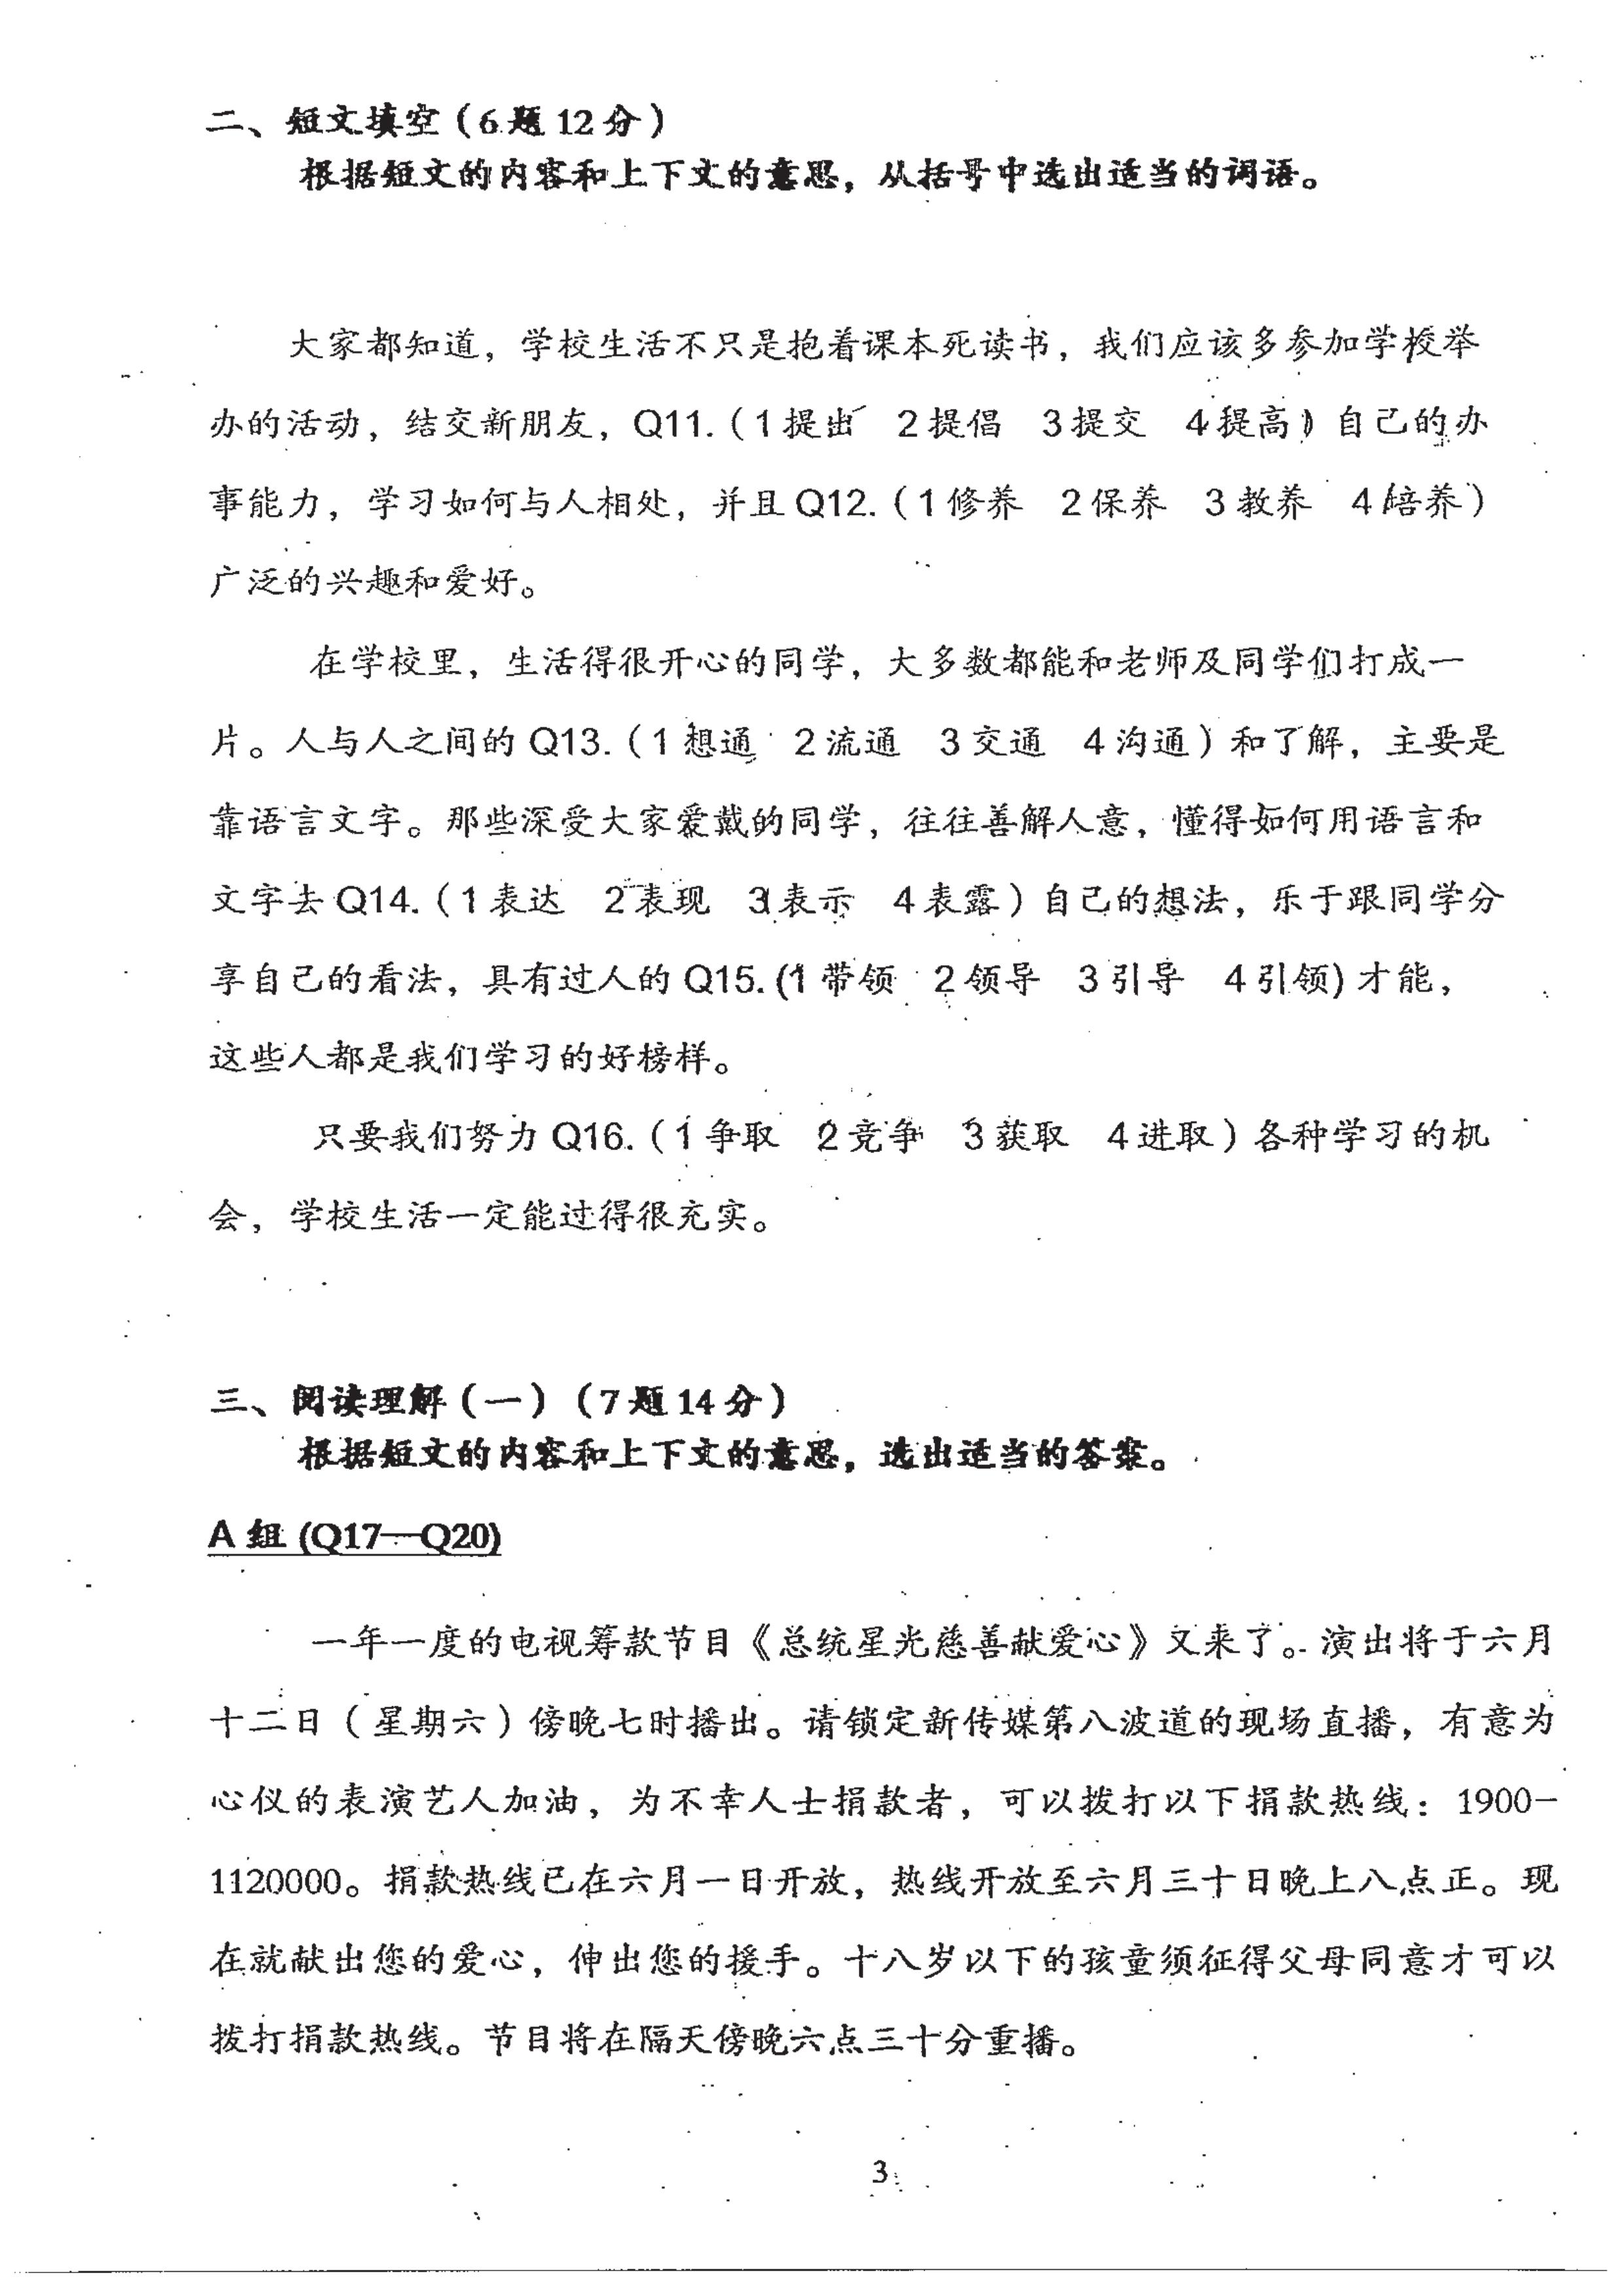 二、短文填空（6题12分）
根据短文的内容和上下文的意思，从括号中选出适当的词语。
大家都知道，学校生活不只是抱着课本死读书，我们应该多参加学校举
办的活动，结交新朋友，Q11.（1提出 2提倡 3提交 4提高）自己的办
事能力，学习如何与人相处，并且Q12.（1修养 2保养 3教养 4培养）
广泛的兴趣和爱好。
在学校里，生活得很开心的同学，大多数都能和老师及同学们打成一
片。人与人之间的Q13.（1想通 2流通 3交通 4沟通）和了解，主要是
靠语言文字。那些深受大家爱戴的同学，往往善解人意，懂得如何用语言和
文字去Q14.（1表达 2表现 3表示 4表露）自己的想法，乐于跟同学分
享自己的看法，具有过人的Q15.(1带领 2领导 3引导 4引领)才能，
这些人都是我们学习的好榜样。
只要我们努力Q16.（1争取 2竞争 3获取 4进取）各种学习的机
会，学校生活一定能过得很充实。
三、阅读理解（一）（7题14分）
根据短文的内容和上下文的意思，选出适当的答案。
A组(Q17—Q20)
一年一度的电视筹款节目《总统星光慈善献爱心》又来了。演出将于六月
十二日（星期六）傍晚七时播出。请锁定新传媒第八波道的现场直播，有意为
心仪的表演艺人加油，为不幸人士捐款者，可以拨打以下捐款热线：1900-
1120000。捐款热线已在六月一日开放，热线开放至六月三十日晚上八点正。现
在就献出您的爱心，伸出您的援手。十八岁以下的孩童须征得父母同意才可以
拨打捐款热线。节目将在隔天傍晚六点三十分重播。
3